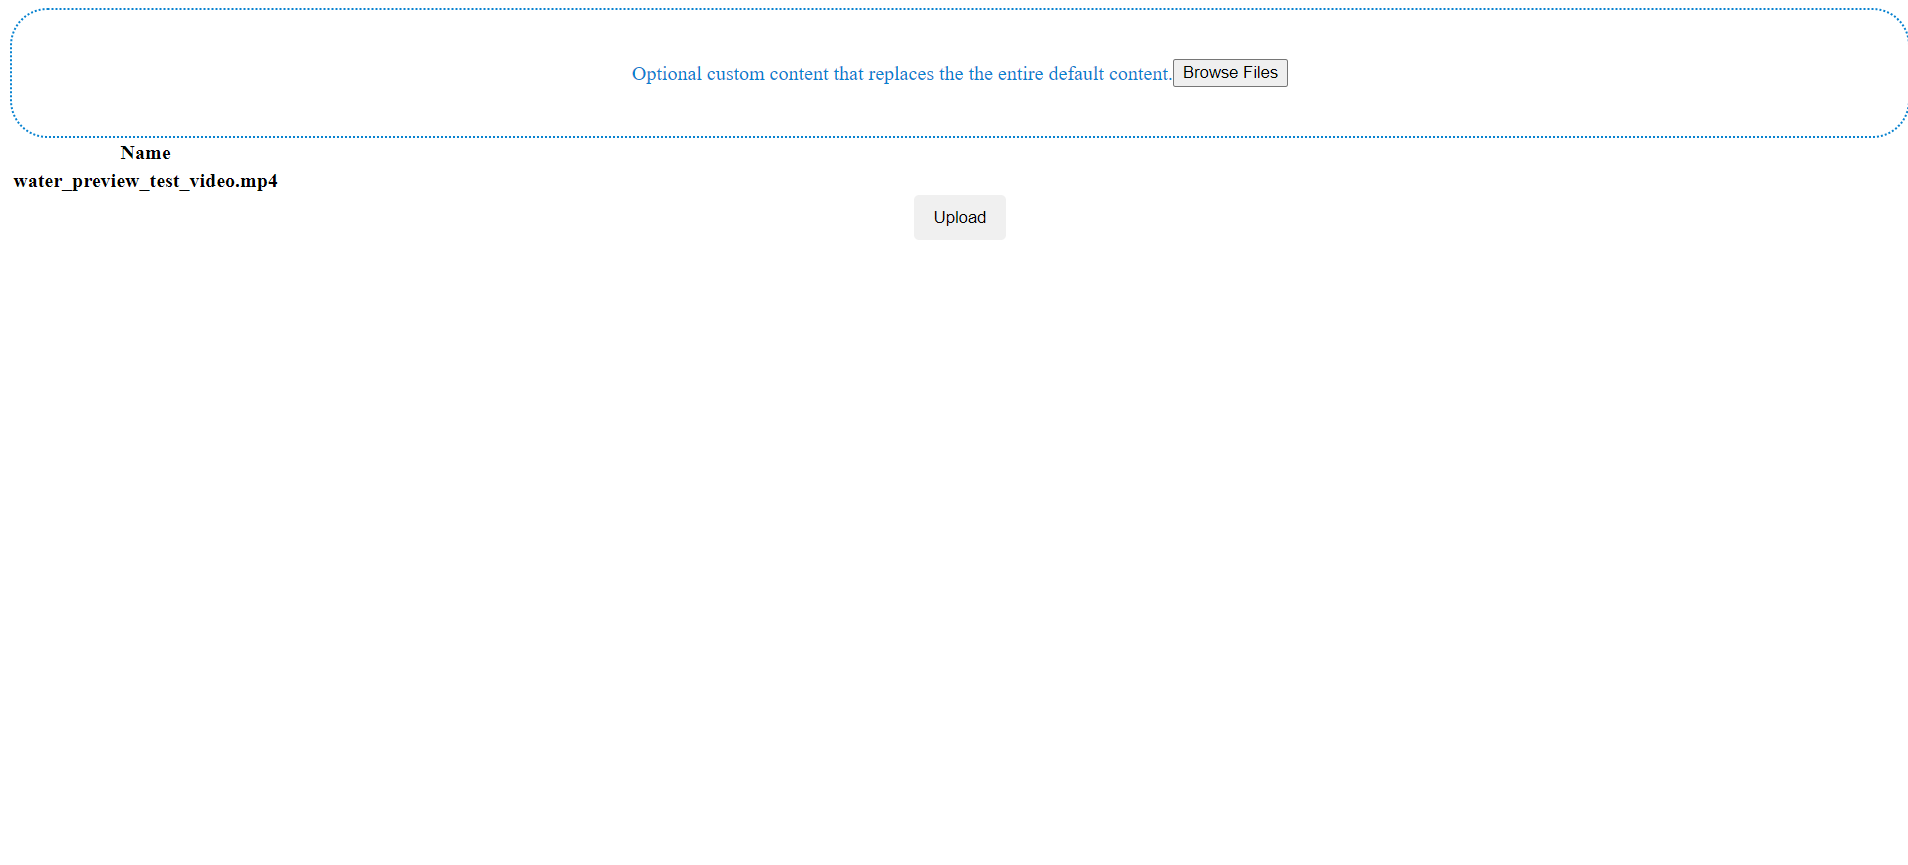 Optional custom content that replaces the the entire default content. Browse Files
Name
water_preview_test_video.mp4
Upload